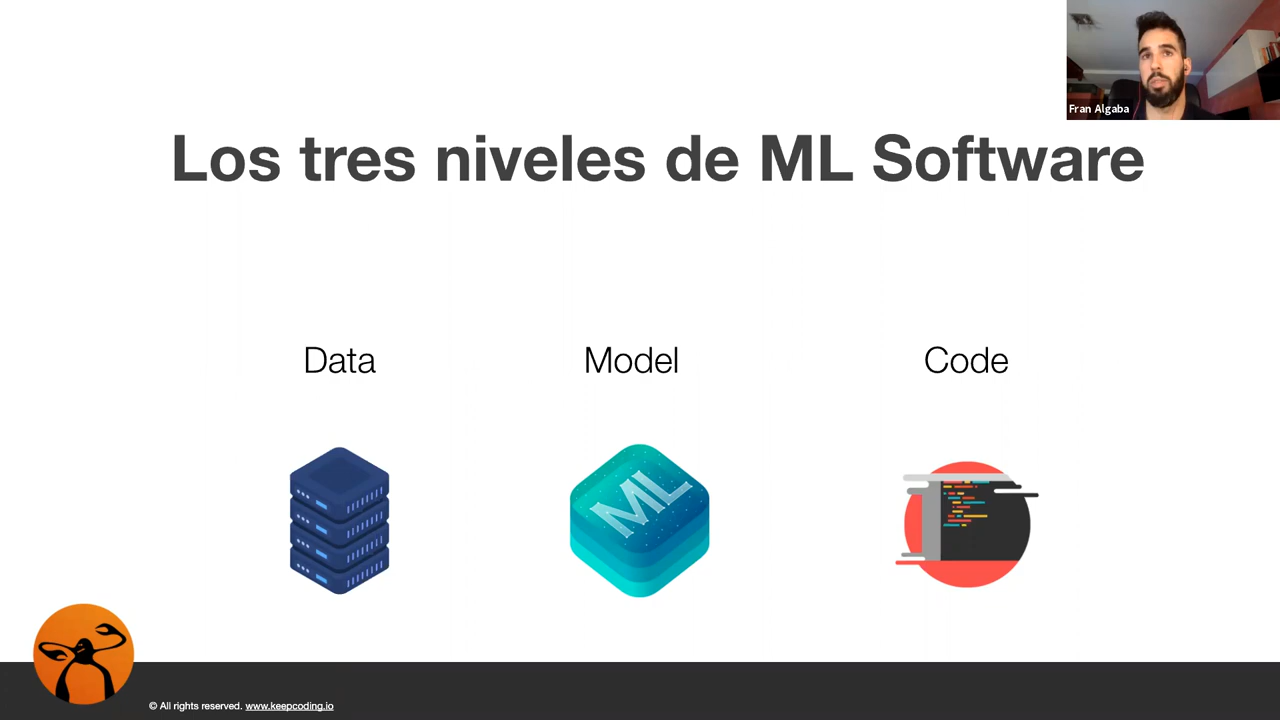 Fran Algaba
Los tres niveles de ML Software
Data
Model
Code
ML
© All rights reserved. www.keepcoding.io